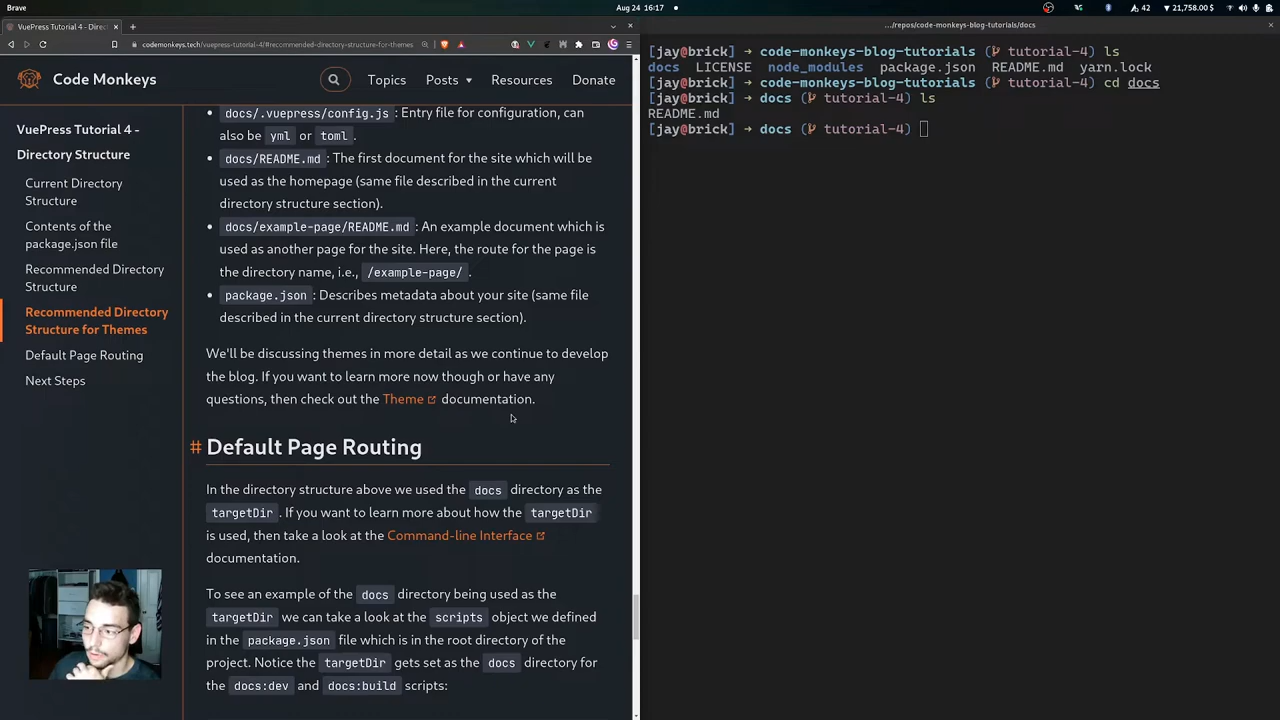 Brave
Aug 24 16:17
42
21,758.00 $
VuePress Tutorial 4 - Direc
codemonkeys.tech/vuepress-tutorial-4/#recommended-directory-structure-for-themes
Code Monkeys
Topics
Posts
Resources
Donate
VuePress Tutorial 4 -
Directory Structure
Current Directory
Structure
Contents of the
package.json file
Recommended Directory
Structure
Recommended Directory
Structure for Themes
Default Page Routing
Next Steps
docs/.vuepress/config.js : Entry file for configuration, can
also be yml or toml .
docs/README.md : The first document for the site which will be
used as the homepage (same file described in the current
directory structure section).
docs/example-page/README.md : An example document which is
used as another page for the site. Here, the route for the page is
the directory name, i.e., /example-page/ .
package.json : Describes metadata about your site (same file
described in the current directory structure section).
We'll be discussing themes in more detail as we continue to develop
the blog. If you want to learn more now though or have any
questions, then check out the Theme documentation.
# Default Page Routing
In the directory structure above we used the docs directory as the
targetDir . If you want to learn more about how the targetDir
is used, then take a look at the Command-line Interface
documentation.
To see an example of the docs directory being used as the
targetDir we can take a look at the scripts object we defined
in the package.json file which is in the root directory of the
project. Notice the targetDir gets set as the docs directory for
the docs:dev and docs:build scripts:
.../repos/code-monkeys-blog-tutorials/docs
[jay@brick] → code-monkeys-blog-tutorials ( tutorial-4) ls
docs LICENSE node_modules package.json README.md yarn.lock
[jay@brick] → code-monkeys-blog-tutorials ( tutorial-4) cd docs
[jay@brick] → docs ( tutorial-4) ls
README.md
[jay@brick] → docs ( tutorial-4)